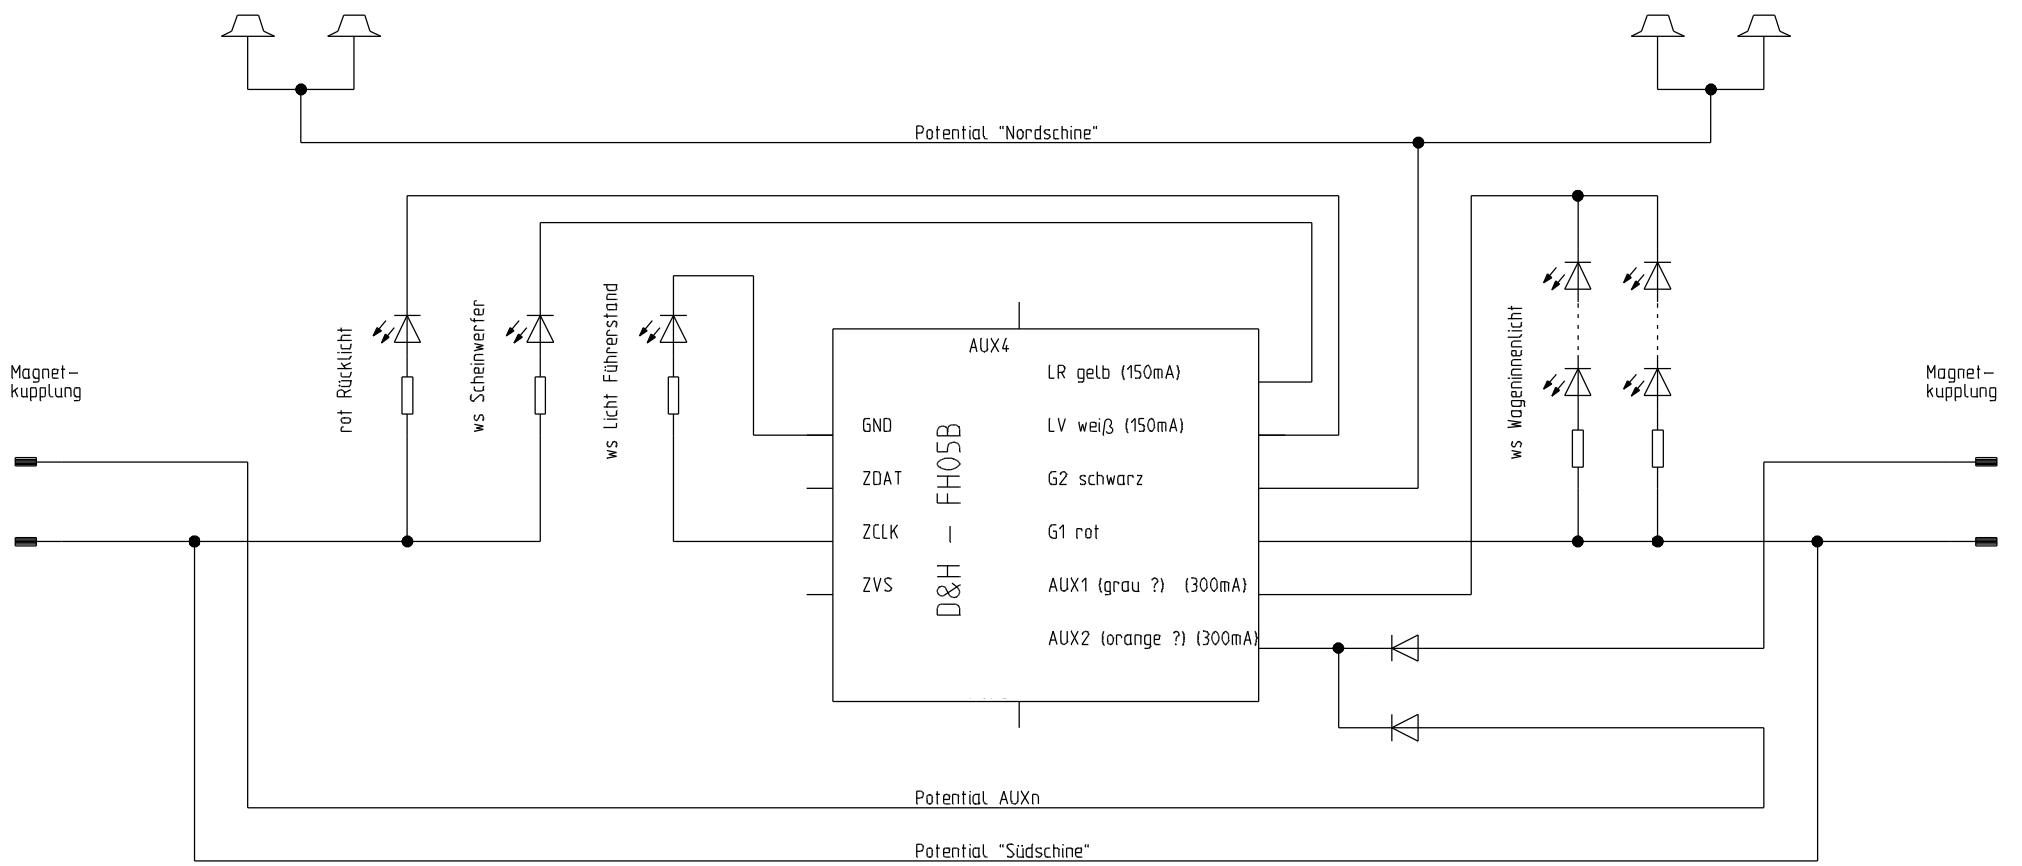 Potential "Nordschine"
rot Rücklicht
ws Scheinwerfer
ws Licht Führerstand
ws Wageninnenlicht
Magnet-
kupplung
Magnet-
kupplung
AUX4
LR gelb (150mA)
GND
LV weiß (150mA)
ZDAT
G2 schwarz
ZCLK
G1 rot
ZVS
AUX1 (grau ?) (300mA)
AUX2 (orange ?) (300mA)
D&H - FH05B
Potential AUXn
Potential "Südschine"